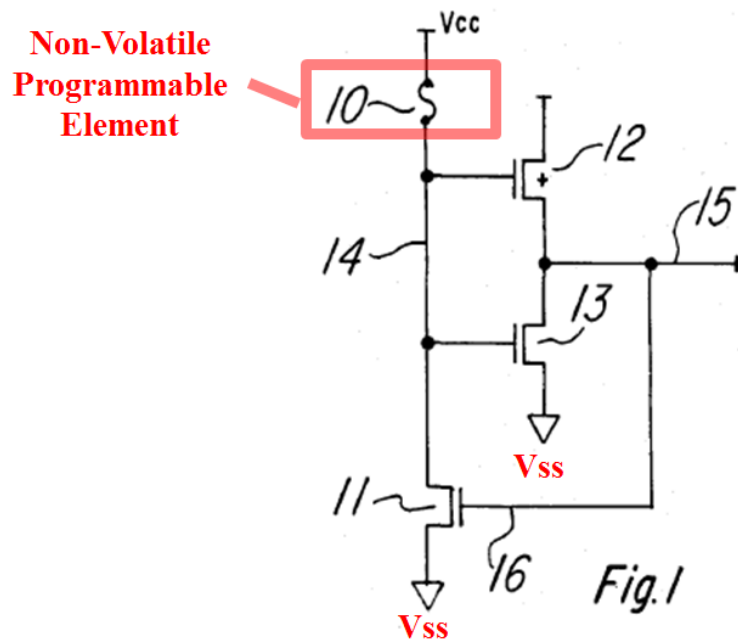 Non-Volatile
Programmable
Element
Vcc
10
12
15
14
13
Vss
11
16
Fig.1
Vss